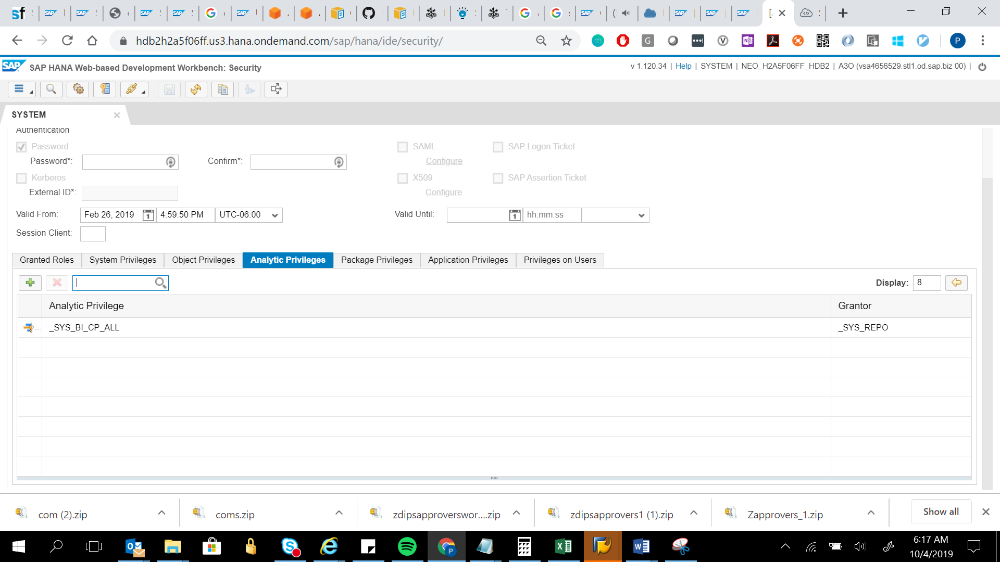 hdb2h2a5f06ff.us3.hana.ondemand.com/sap/hana/ide/security/
SAP SAP HANA Web-based Development Workbench: Security
v 1.120.34 | Help | SYSTEM | NEO_H2A5F06FF_HDB2 | A3O (vsa4656529.stl1.od.sap.biz 00) |
SYSTEM
Authentication
Password SAML SAP Logon Ticket
Password*: Confirm*: Configure
Kerberos X509 SAP Assertion Ticket
External ID*: Configure
Valid From: Feb 26, 2019 4:59:50 PM UTC-06:00 Valid Until: hh:mm:ss
Session Client:
Granted Roles System Privileges Object Privileges Analytic Privileges Package Privileges Application Privileges Privileges on Users
Display: 8
Analytic Privilege Grantor
_SYS_BI_CP_ALL _SYS_REPO
com (2).zip coms.zip zdipsapproverswor....zip zdipsapprovers1 (1).zip Zapprovers_1.zip Show all
6:17 AM
10/4/2019